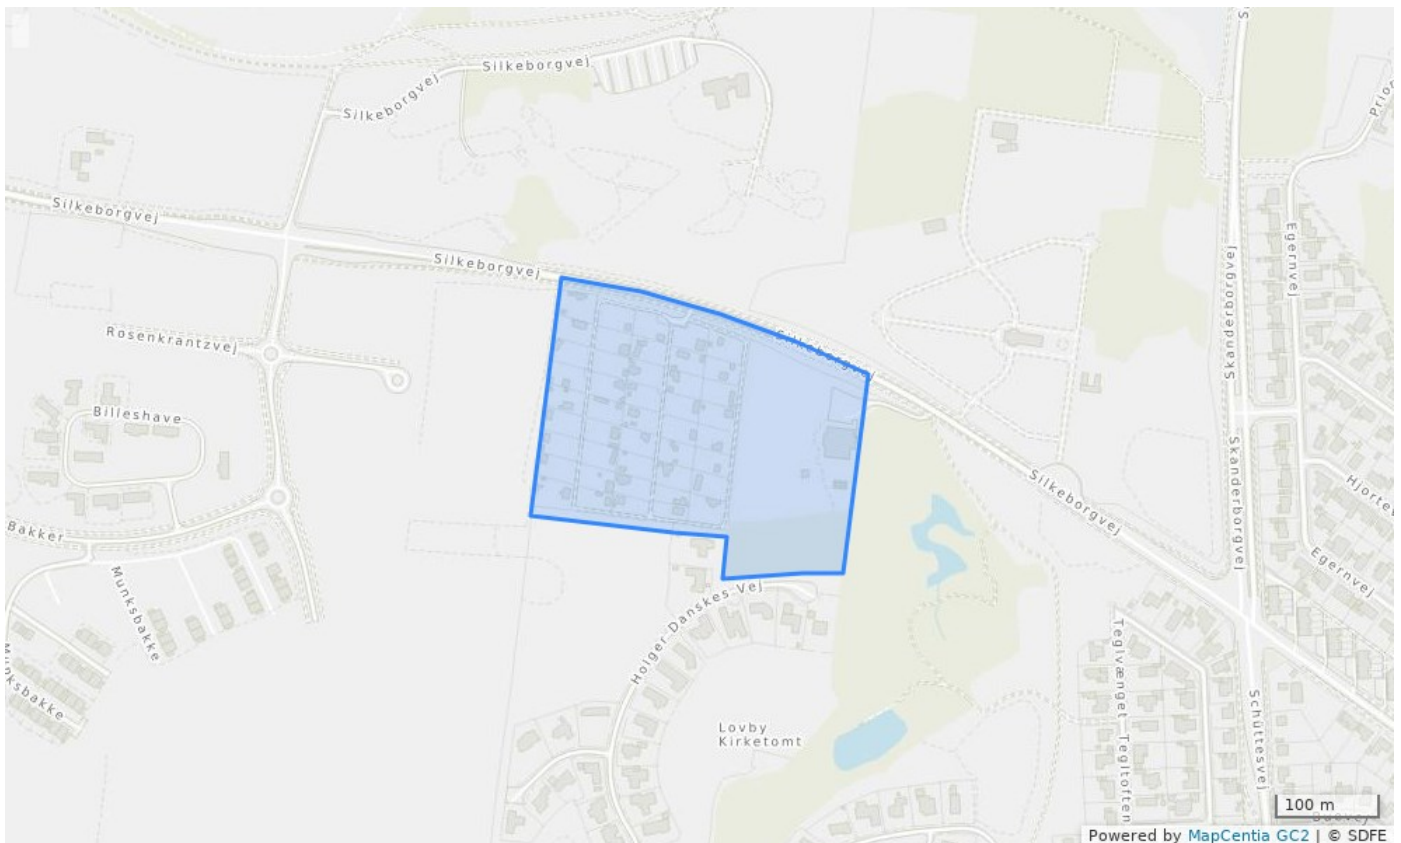 Silkeborgvej
Silkeborgvej
Silkeborgvej
Silkeborgvej
Silkeborgvej
Silkeborgvej
Rosenkrantzvej
Billeshave
Bakker
Munksbakke
Munksbakke
Holger Danskes Vej
Lovby
Kirketomt
Skanderborgvej
Skanderborgvej
Egernvej
Egernvej
Teglvænget
Tegltoften
Schüttesvej
100 m
Powered by MapCentia GC2 | © SDFE